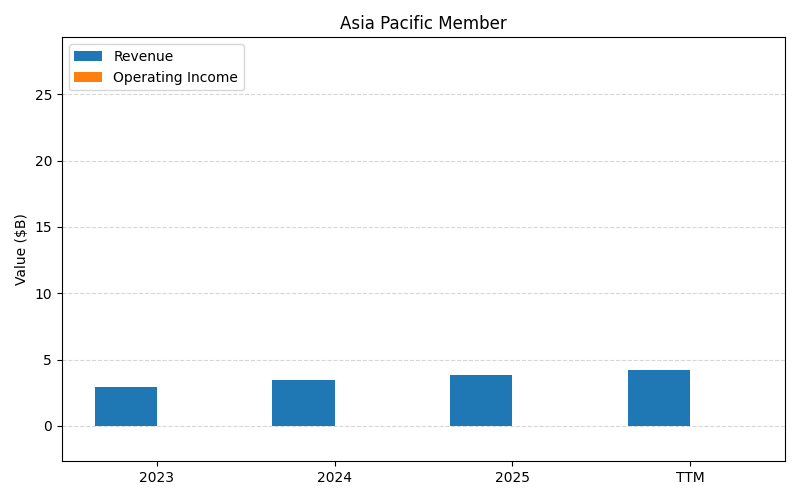 Asia Pacific Member
Revenue
Operating Income
Value ($B)
25
20
15
10
5
0
2023 2024 2025 TTM